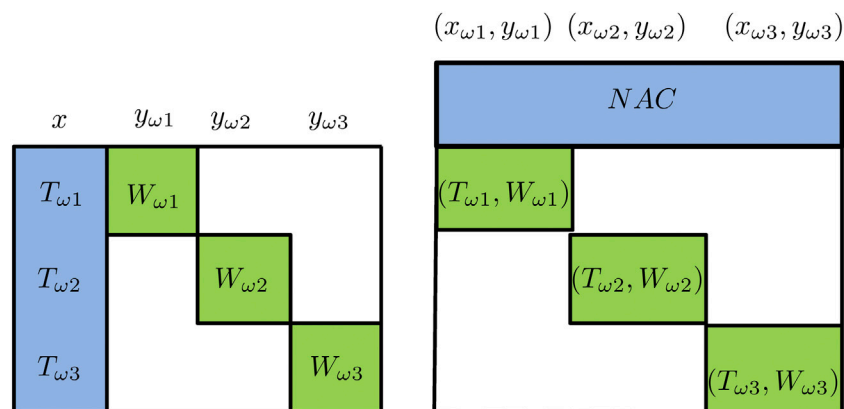 x y_{ω1} y_{ω2} y_{ω3}
T_{ω1} W_{ω1}
T_{ω2} W_{ω2}
T_{ω3} W_{ω3}
(x_{ω1}, y_{ω1}) (x_{ω2}, y_{ω2}) (x_{ω3}, y_{ω3})
NAC
(T_{ω1}, W_{ω1})
(T_{ω2}, W_{ω2})
(T_{ω3}, W_{ω3})